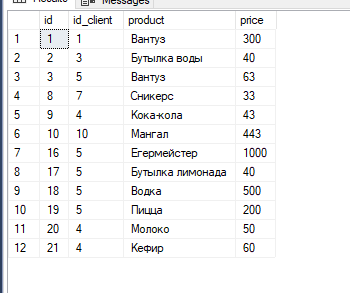 Results Messages
id id_client product price
1 1 1 Вантуз 300
2 2 3 Бутылка воды 40
3 3 5 Вантуз 63
4 8 7 Сникерс 33
5 9 4 Кока-кола 43
6 10 10 Мангал 443
7 16 5 Егермейстер 1000
8 17 5 Бутылка лимонада 40
9 18 5 Водка 500
10 19 5 Пицца 200
11 20 4 Молоко 50
12 21 4 Кефир 60